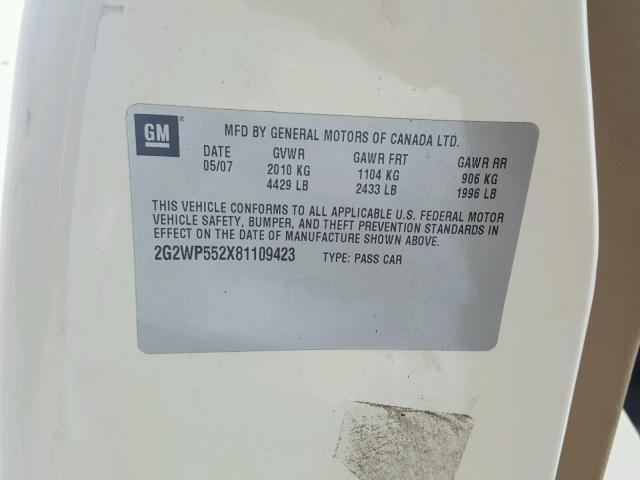 GM
MFD BY GENERAL MOTORS OF CANADA LTD.
DATE GVWR GAWR FRT GAWR RR
05/07 2010 KG 1104 KG 906 KG
4429 LB 2433 LB 1996 LB
THIS VEHICLE CONFORMS TO ALL APPLICABLE U.S. FEDERAL MOTOR
VEHICLE SAFETY, BUMPER, AND THEFT PREVENTION STANDARDS IN
EFFECT ON THE DATE OF MANUFACTURE SHOWN ABOVE.
2G2WP552X81109423 TYPE: PASS CAR